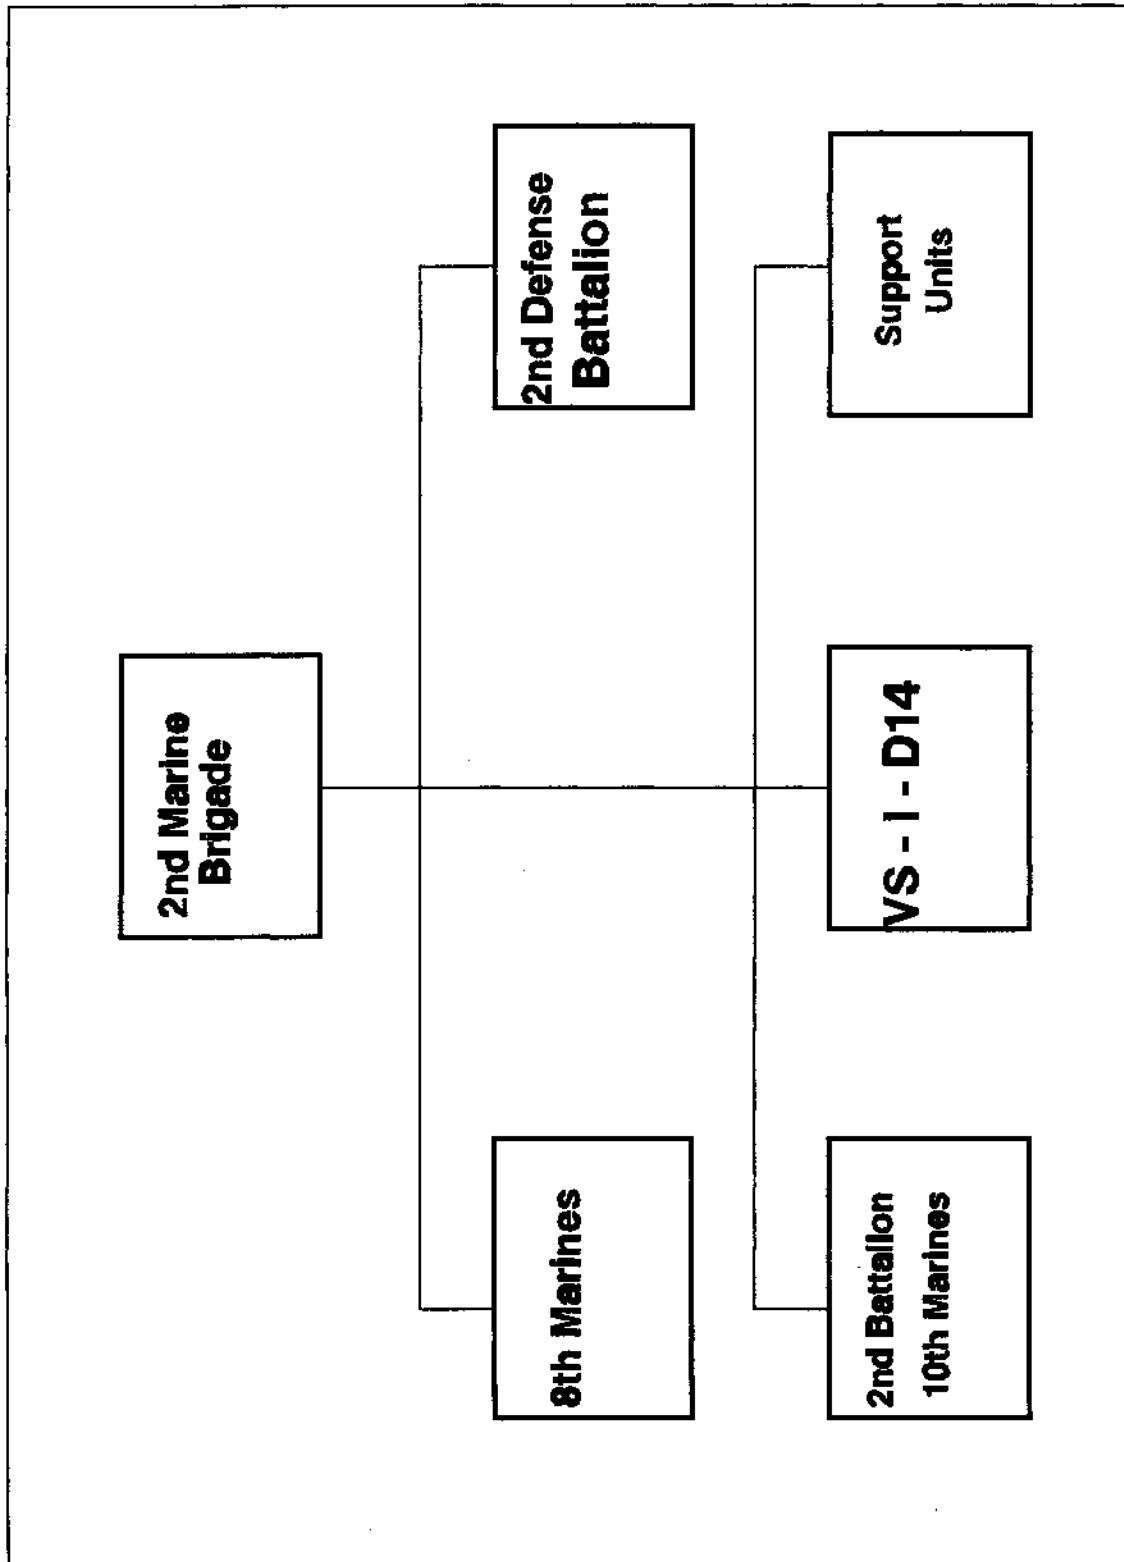 2nd Marine
Brigade
8th Marines
2nd Defense
Battalion
2nd Battalion
10th Marines
VS - I - D14
Support
Units